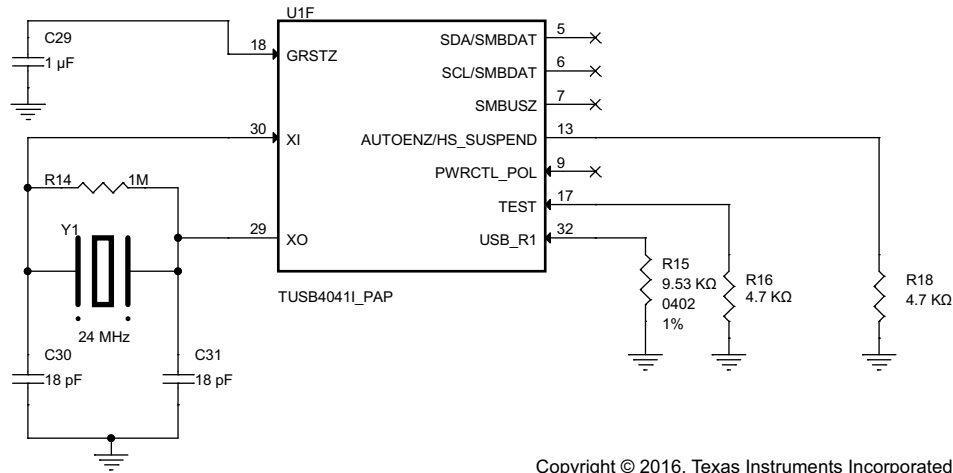 U1F
C29
1 µF
18
GRSTZ
SDA/SMBDAT
5
SCL/SMBDAT
6
SMBUSZ
7
30
XI
AUTOENZ/HS_SUSPEND
13
PWRCTL_POL
9
R14
1M
TEST
17
Y1
29
XO
USB_R1
32
R15
9.53 KΩ
0402
1%
R16
4.7 KΩ
R18
4.7 KΩ
TUSB4041I_PAP
24 MHz
C30
18 pF
C31
18 pF
Copyright © 2016, Texas Instruments Incorporated